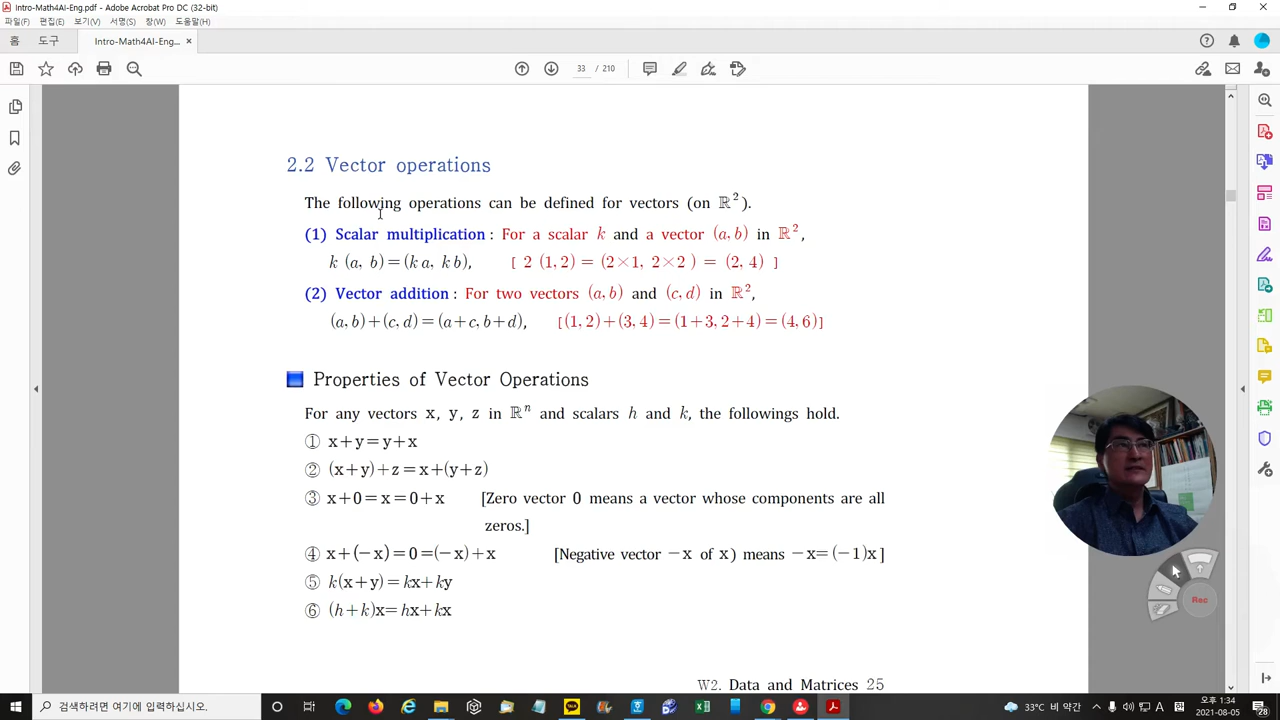 Intro-Math4AI-Eng.pdf - Adobe Acrobat Pro DC (32-bit)
파일(F) 편집(E) 보기(V) 서명(S) 창(W) 도움말(H)
홈 도구 Intro-Math4AI-Eng... ×
33 / 210
2.2 Vector operations
The following operations can be defined for vectors (on ℝ²).
(1) Scalar multiplication : For a scalar k and a vector (a, b) in ℝ²,
k (a, b) = (k a, k b), [ 2 (1, 2) = (2×1, 2×2 ) = (2, 4) ]
(2) Vector addition : For two vectors (a, b) and (c, d) in ℝ²,
(a, b)+(c, d) = (a+c, b+d), [(1, 2)+(3, 4) = (1+3, 2+4) = (4, 6)]
Properties of Vector Operations
For any vectors x, y, z in ℝⁿ and scalars h and k, the followings hold.
① x+y = y+x
② (x+y)+z = x+(y+z)
③ x+0 = x = 0+x [Zero vector 0 means a vector whose components are all
zeros.]
④ x+(−x) = 0 =(−x)+x [Negative vector −x of x) means −x= (−1)x ]
⑤ k(x+y) = kx+ky
⑥ (h+k)x= hx+kx
Rec
W2. Data and Matrices 25
검색하려면 여기에 입력하십시오.
33℃ 비 약간 A 오후 1:34
2021-08-05
28